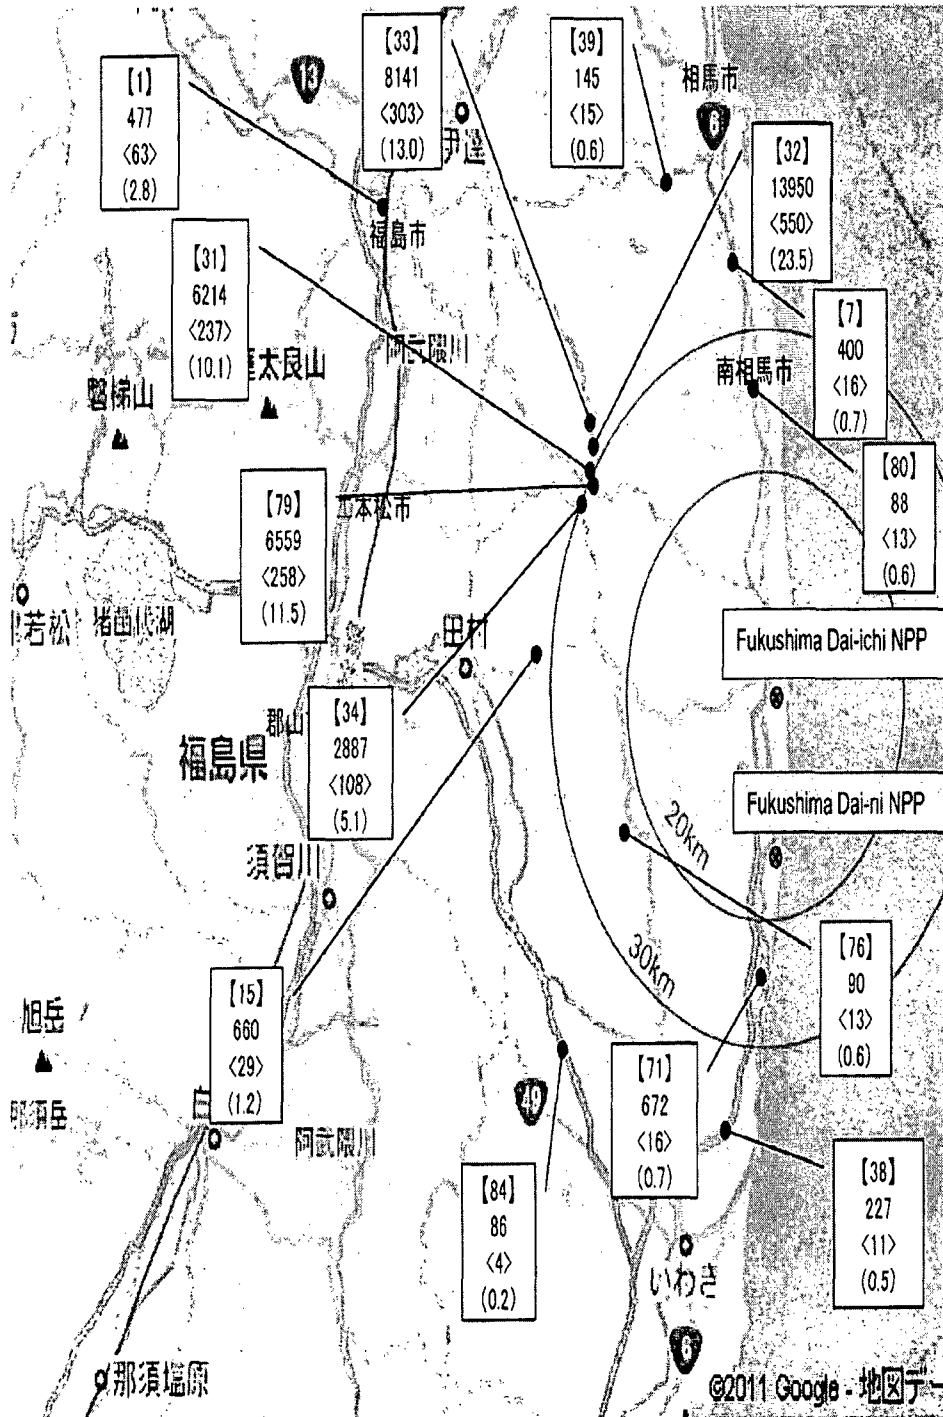 【1】
477
<63>
(2.8)
13
【33】
8141
<303>
(13.0)
伊達
【39】
145
<15>
(0.6)
相馬市
6
【32】
13950
<550>
(23.5)
福島市
【31】
6214
<237>
(10.1)
太良山
磐梯山
阿武隈川
【7】
400
<16>
(0.7)
南相馬市
【80】
88
<13>
(0.6)
【79】
6559
<258>
(11.5)
二本松市
若松
猪苗代湖
田村
Fukushima Dai-ichi NPP
郡山
福島県
【34】
2887
<108>
(5.1)
Fukushima Dai-ni NPP
20km
須賀川
30km
【76】
90
<13>
(0.6)
【15】
660
<29>
(1.2)
旭岳
那須岳
白
阿武隈川
49
【71】
672
<16>
(0.7)
【84】
86
<4>
(0.2)
【38】
227
<11>
(0.5)
いわき
6
那須塩原
©2011 Google - 地図デー